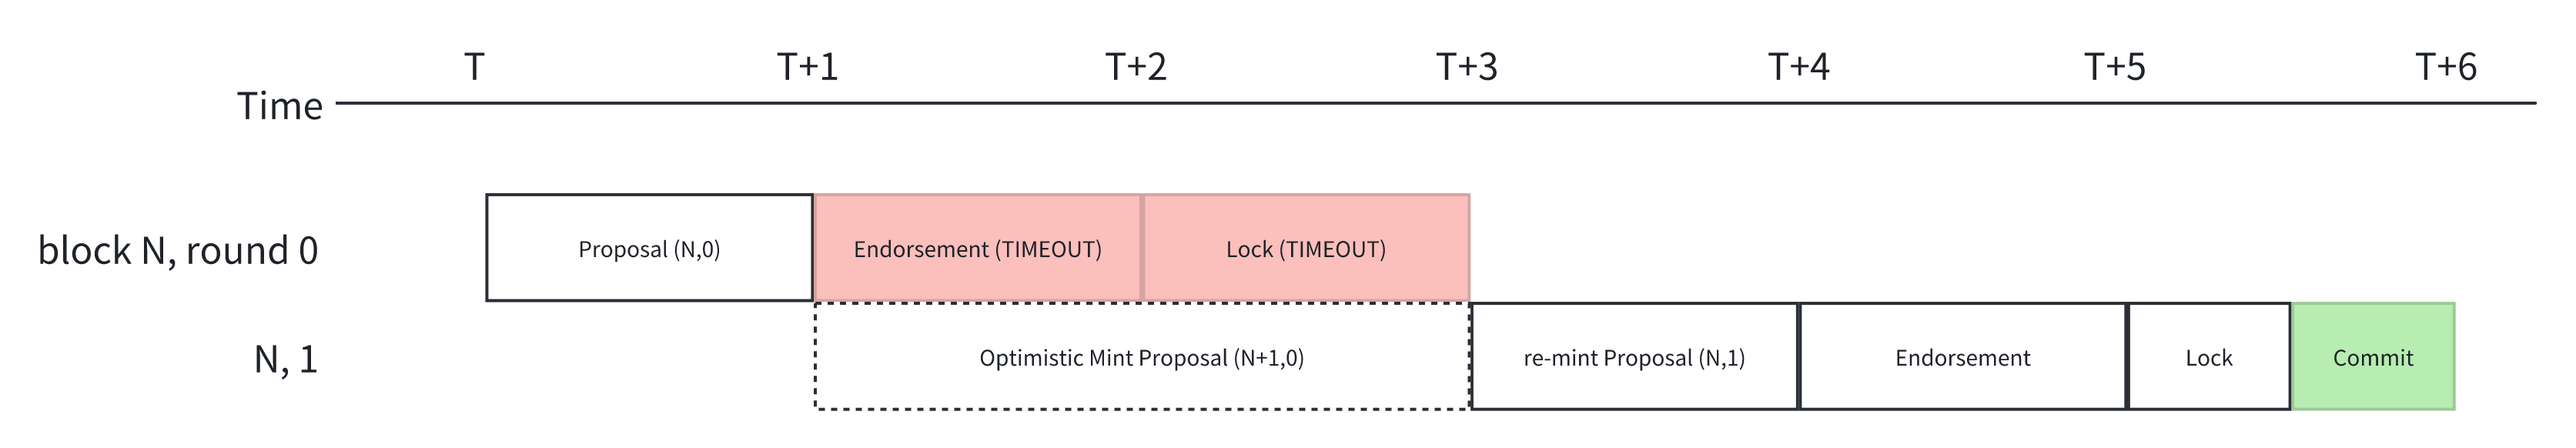 T T+1 T+2 T+3 T+4 T+5 T+6
Time
block N, round 0 Proposal (N,0) Endorsement (TIMEOUT) Lock (TIMEOUT)
N, 1 Optimistic Mint Proposal (N+1,0) re-mint Proposal (N,1) Endorsement Lock Commit